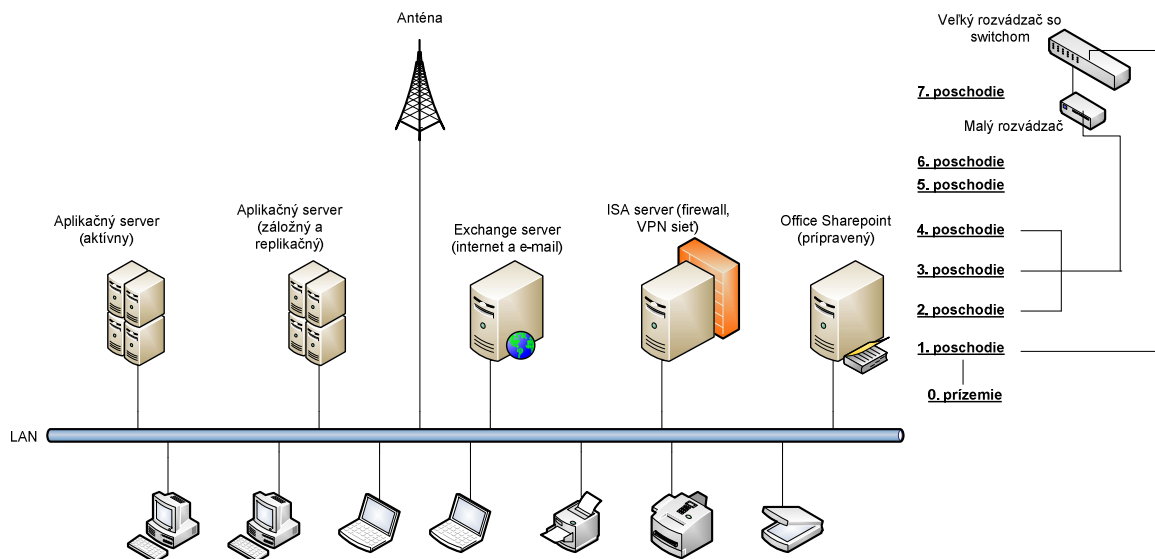 Anténa
Veľký rozvádzač so
switchom
7. poschodie
Malý rozvádzač
6. poschodie
5. poschodie
Aplikačný server
(aktívny)
Aplikačný server
(záložný a
replikačný)
Exchange server
(internet a e-mail)
ISA server (firewall,
VPN sieť)
Office Sharepoint
(prípravený)
4. poschodie
3. poschodie
2. poschodie
1. poschodie
0. prízemie
LAN